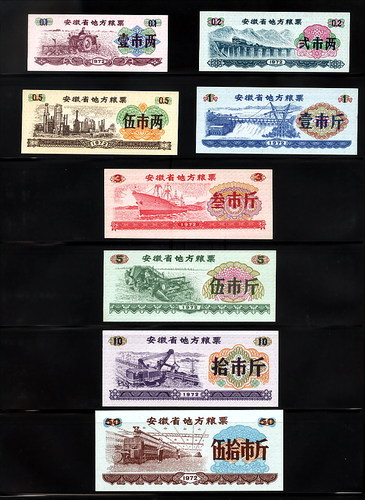 安徽省地方粮票
0.1 0.1
壹市两
1972
安徽省地方粮票
0.2 0.2
贰市两
1972
安徽省地方粮票
0.5 0.5
伍市两
1972
安徽省地方粮票
1 1
壹市斤
1972
安徽省地方粮票
3 3
叁市斤
1972
安徽省地方粮票
5 5
伍市斤
1972
安徽省地方粮票
10 10
拾市斤
1972
安徽省地方粮票
50 50
伍拾市斤
1972